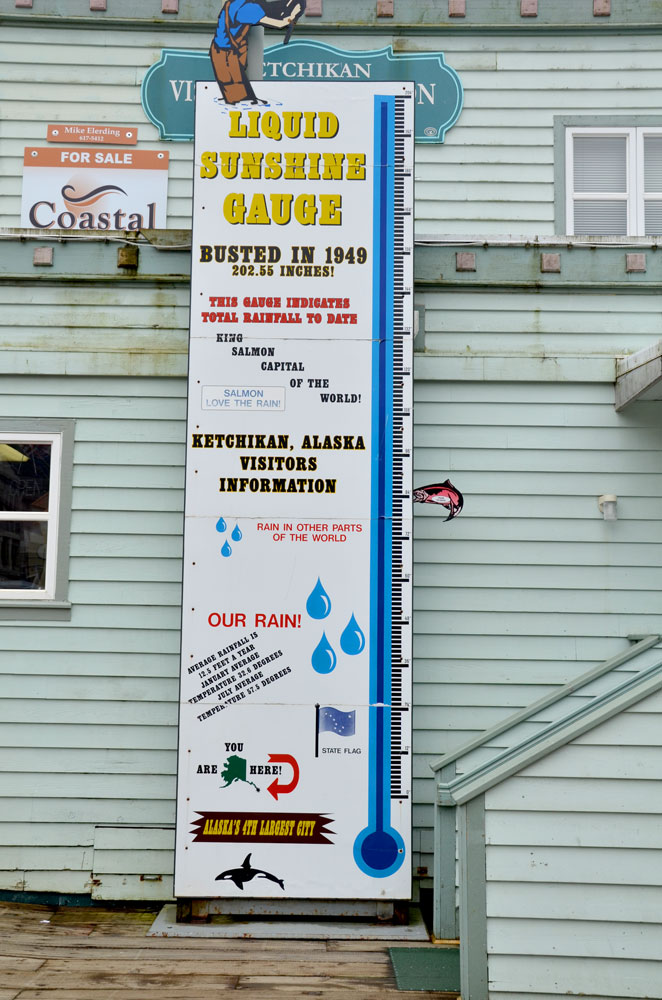 KETCHIKAN
Mike Elerding
617-5413
FOR SALE
Coastal
LIQUID
SUNSHINE
GAUGE
BUSTED IN 1949
202.55 INCHES!
THIS GAUGE INDICATES
TOTAL RAINFALL TO DATE
KING
SALMON
CAPITAL
OF THE
WORLD!
SALMON
LOVE THE RAIN!
KETCHIKAN, ALASKA
VISITORS
INFORMATION
RAIN IN OTHER PARTS
OF THE WORLD
OUR RAIN!
AVERAGE RAINFALL IS
12.5 FEET A YEAR
JANUARY AVERAGE
TEMPERATURE 32.6 DEGREES
JULY AVERAGE
TEMPERATURE 57.5 DEGREES
STATE FLAG
YOU
ARE HERE!
ALASKA'S 4TH LARGEST CITY